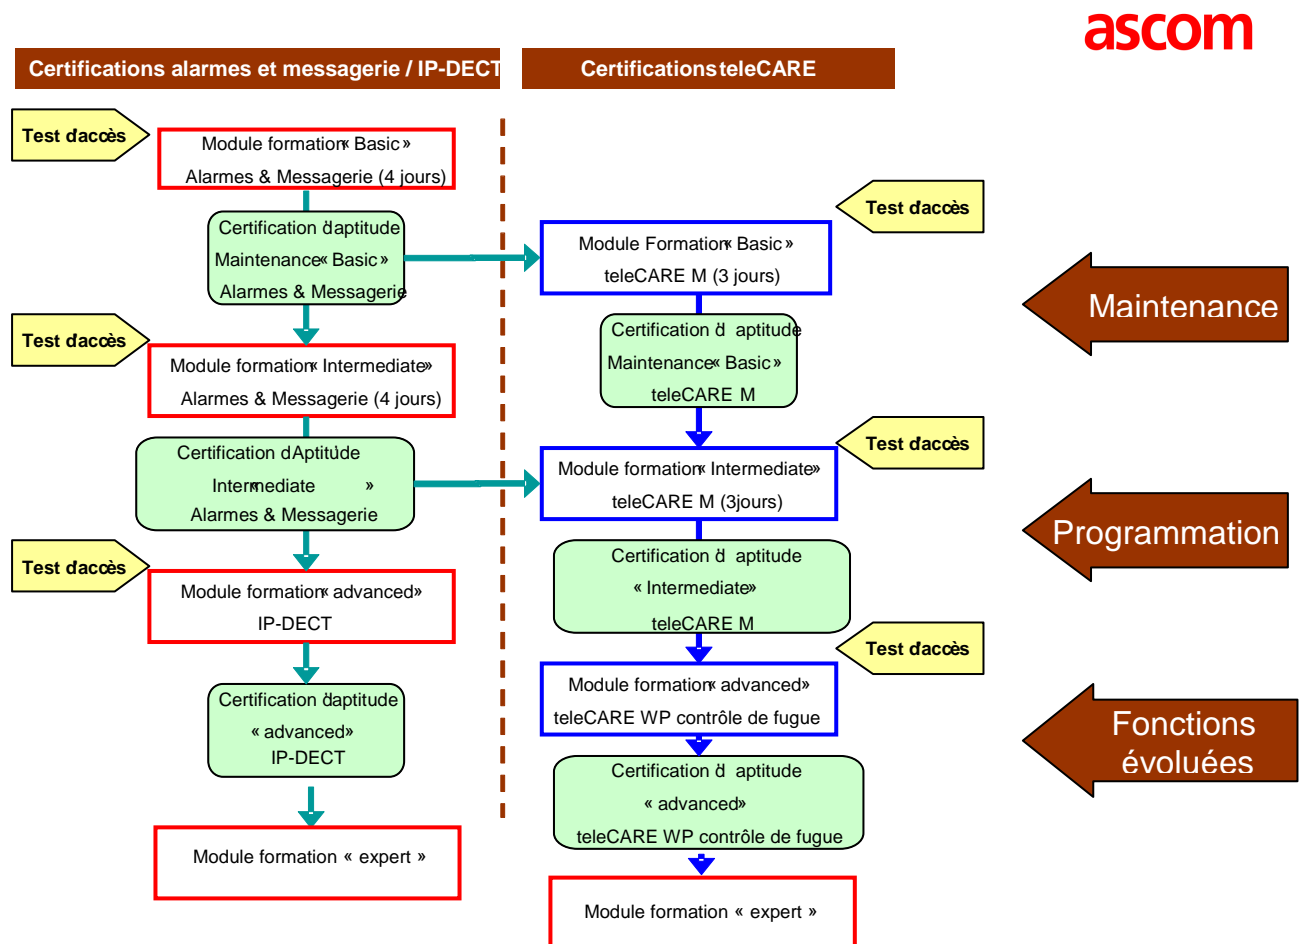 ascom
Certifications alarmes et messagerie / IP-DECT
Certifications teleCARE
Test d'accès
Module formation « Basic »
Alarmes & Messagerie (4 jours)
Certification d'aptitude
Maintenance « Basic »
Alarmes & Messagerie
Test d'accès
Module formation « Intermediate »
Alarmes & Messagerie (4 jours)
Certification d'Aptitude
« Intermediate »
Alarmes & Messagerie
Test d'accès
Module formation « advanced »
IP-DECT
Certification d'aptitude
« advanced »
IP-DECT
Module formation « expert »
Test d'accès
Module Formation « Basic »
teleCARE M (3 jours)
Certification d'aptitude
Maintenance « Basic »
teleCARE M
Test d'accès
Module formation « Intermediate »
teleCARE M (3jours)
Certification d'aptitude
« Intermediate »
teleCARE M
Test d'accès
Module formation « advanced »
teleCARE WP contrôle de fugue
Certification d'aptitude
« advanced »
teleCARE WP contrôle de fugue
Module formation « expert »
Maintenance
Programmation
Fonctions
évoluées